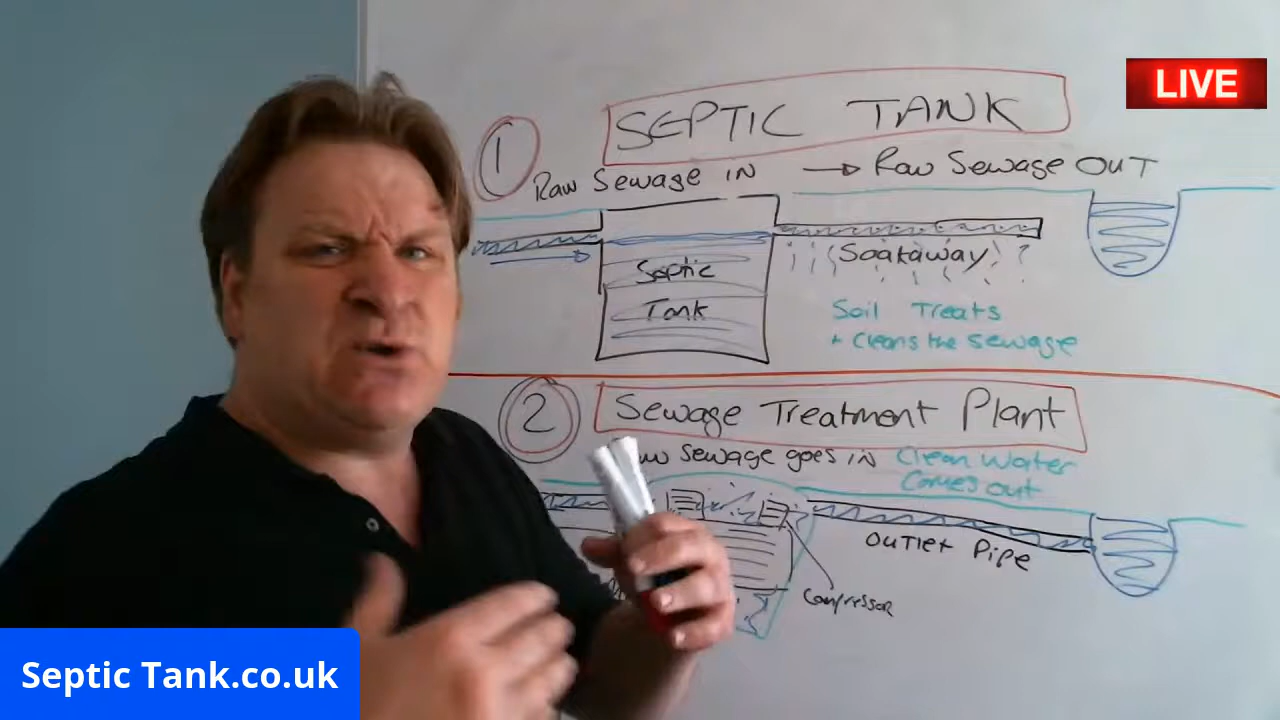 LIVE
SEPTIC TANK
1
Raw Sewage IN → Raw Sewage OUT
Septic
Tank
Soakaway ?
Soil Treats
+ Cleans the Sewage
2
Sewage Treatment Plant
Sewage goes IN Clean Water
Comes out
Outlet Pipe
Compressor
Septic Tank.co.uk